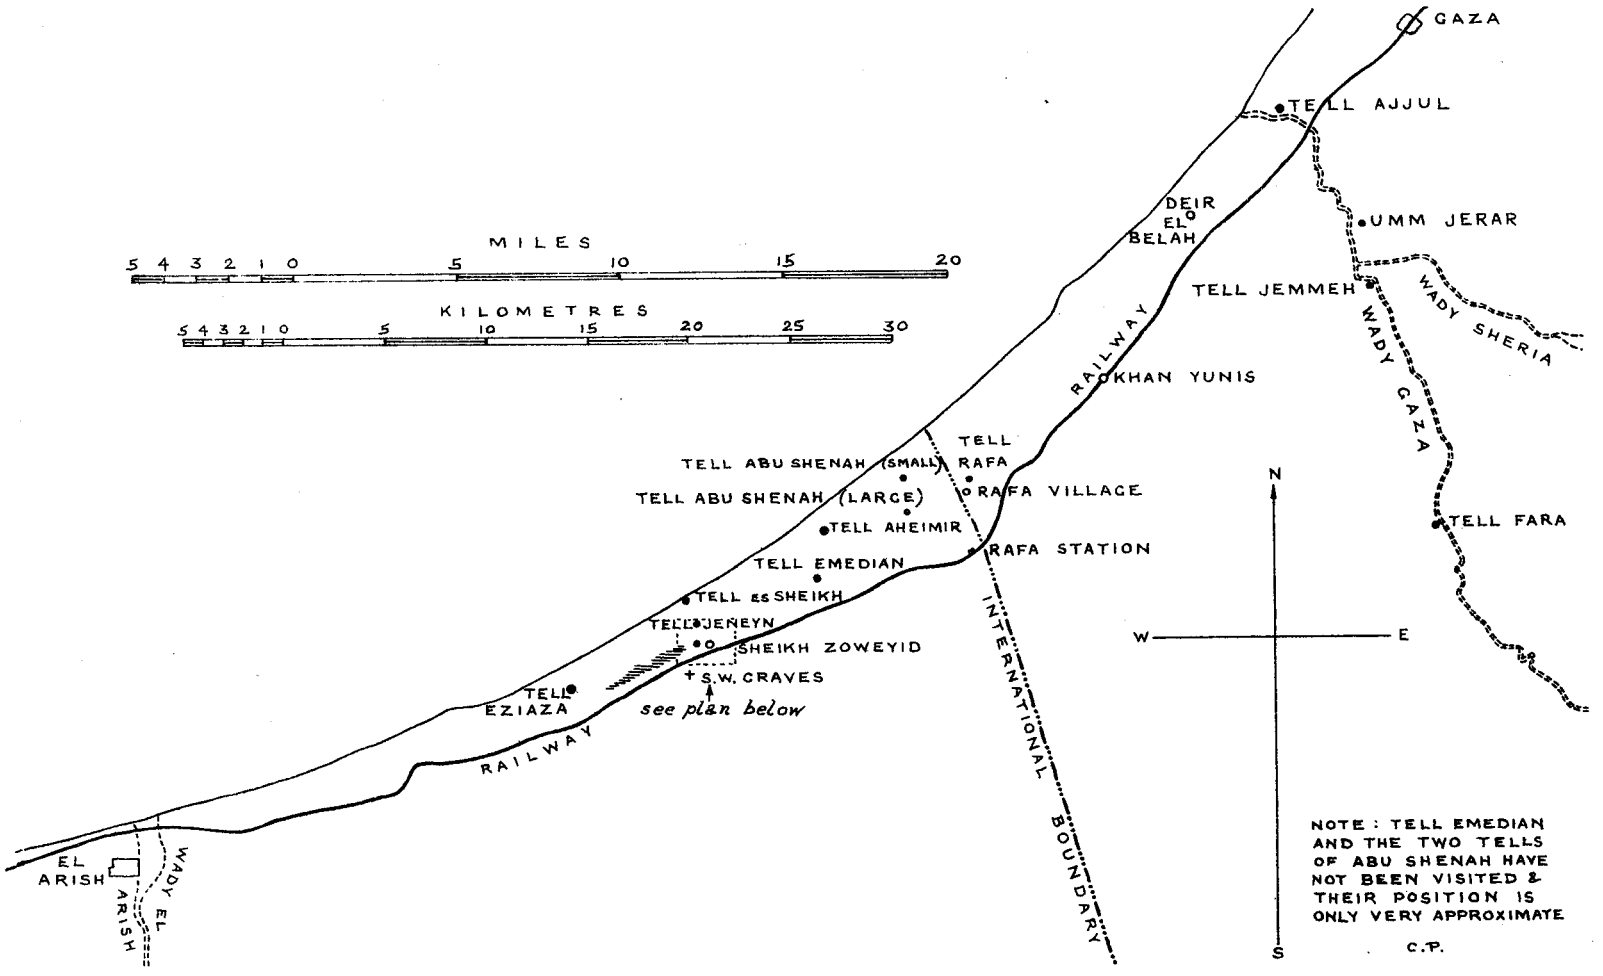 GAZA
TELL AJJUL
DEIR
EL
BELAH
UMM JERAR
MILES
5 4 3 2 1 0 5 10 15 20
TELL JEMMEH
WADY SHERIA
KILOMETRES
5 4 3 2 1 0 5 10 15 20 25 30
WADY GAZA
RAILWAY
KHAN YUNIS
TELL
RAFA
TELL ABU SHENAH (SMALL)
RAFA VILLAGE
TELL ABU SHENAH (LARGE)
N
TELL AHEIMIR
TELL FARA
RAFA STATION
TELL EMEDIAN
TELL ES SHEIKH
TELL JENEYN
W E
SHEIKH ZOWEYID
INTERNATIONAL BOUNDARY
S.W. GRAVES
see plan below
TELL
EZIAZA
RAILWAY
NOTE : TELL EMEDIAN
AND THE TWO TELLS
OF ABU SHENAH HAVE
NOT BEEN VISITED &
THEIR POSITION IS
ONLY VERY APPROXIMATE
C.P.
S
EL
ARISH
WADY EL
ARISH